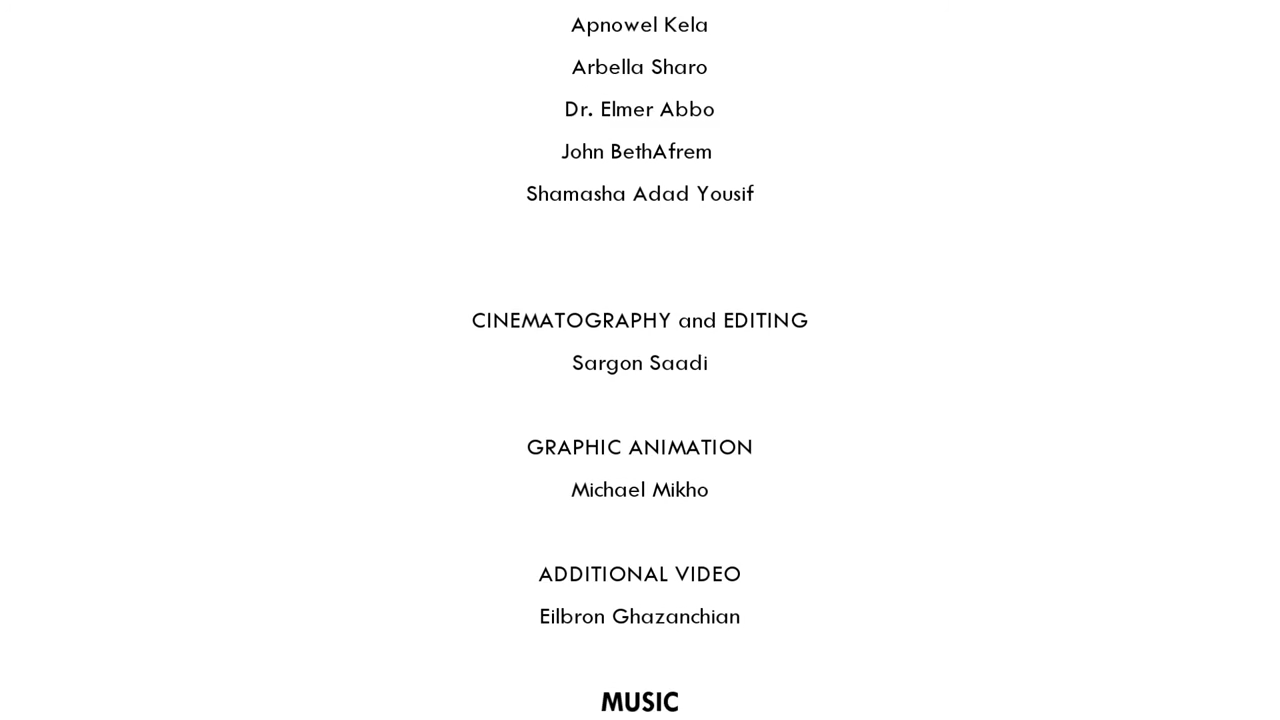 Apnowel Kela
Arbella Sharo
Dr. Elmer Abbo
John BethAfrem
Shamasha Adad Yousif
CINEMATOGRAPHY and EDITING
Sargon Saadi
GRAPHIC ANIMATION
Michael Mikho
ADDITIONAL VIDEO
Eilbron Ghazanchian
MUSIC